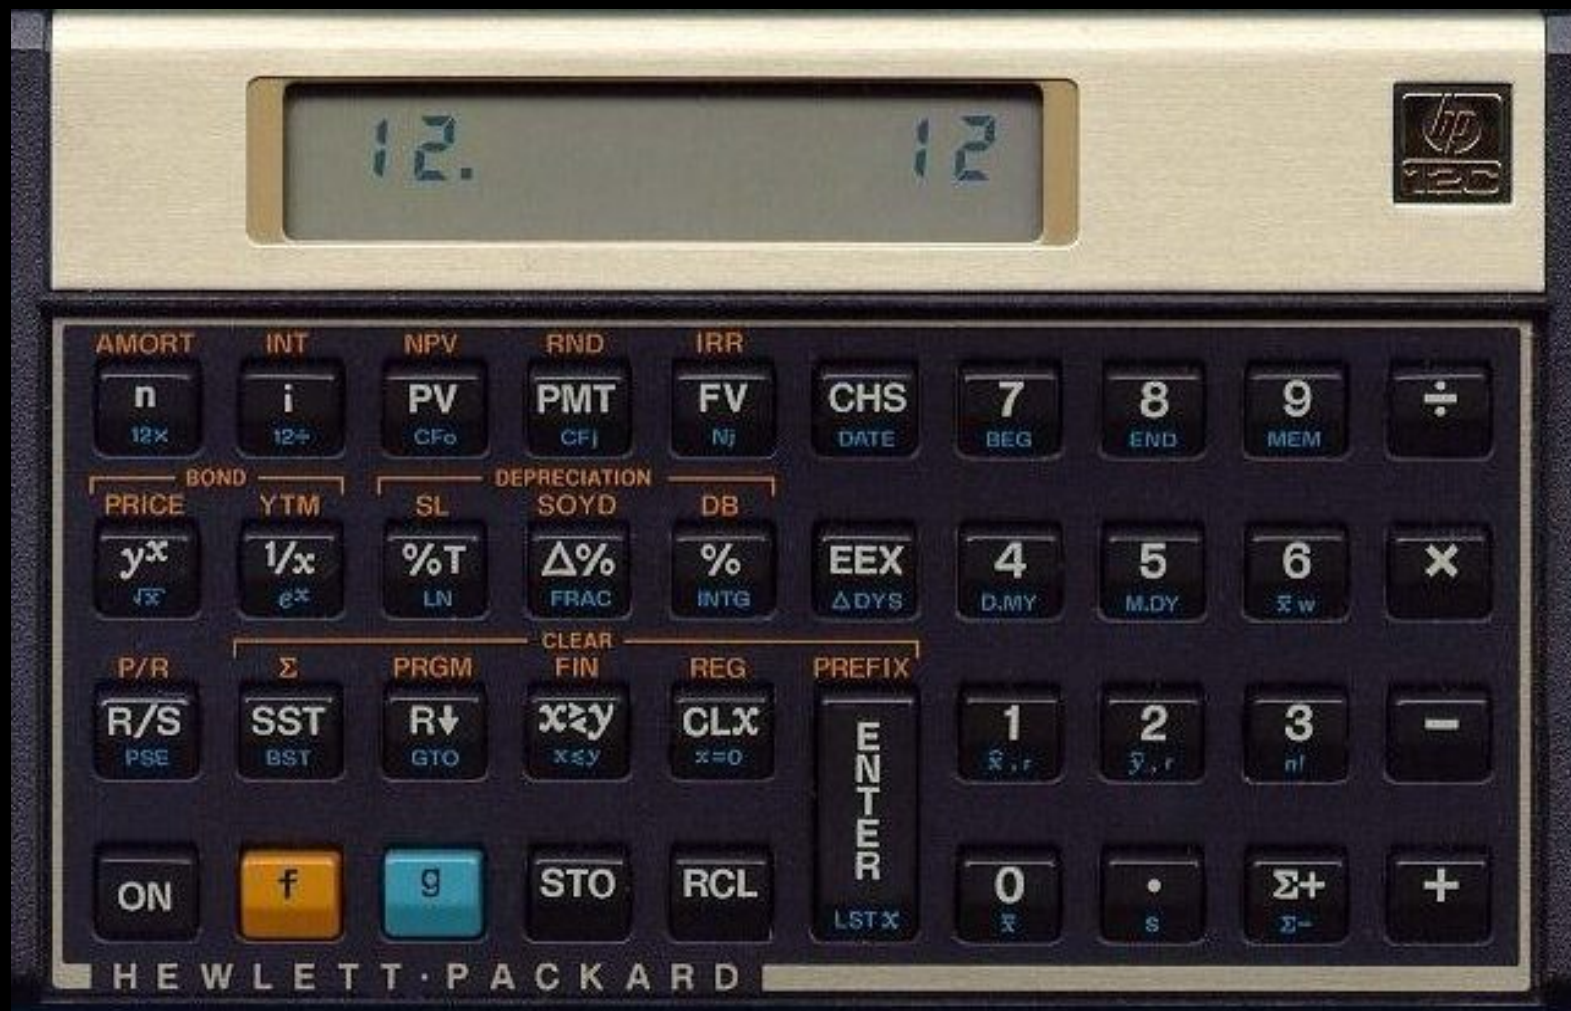 12. 12
hp
12C
AMORT INT NPV RND IRR
n i PV PMT FV CHS 7 8 9 ÷
12× 12÷ CFo CFj Nj DATE BEG END MEM
BOND DEPRECIATION
PRICE YTM SL SOYD DB
yˣ 1/x %T Δ% % EEX 4 5 6 ×
√x eˣ LN FRAC INTG ΔDYS D.MY M.DY x̄w
CLEAR
P/R Σ PRGM FIN REG PREFIX
R/S SST R↓ x≷y CLx ENTER 1 2 3 −
PSE BST GTO x≤y x=0 x̂,r ŷ,r n!
ON f g STO RCL 0 • Σ+ +
LSTx x̄ s Σ−
HEWLETT·PACKARD